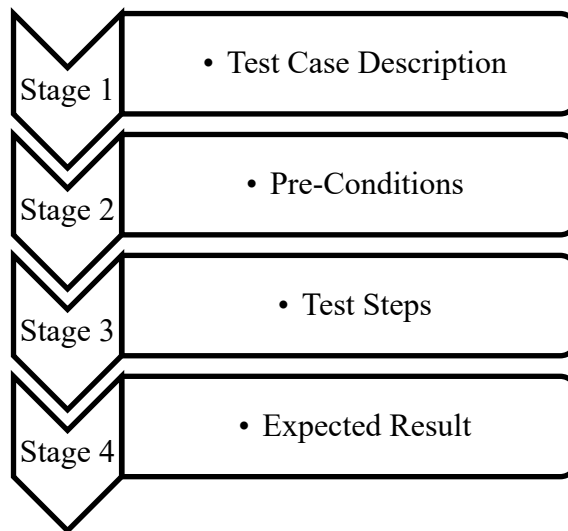 Stage 1
• Test Case Description
Stage 2
• Pre-Conditions
Stage 3
• Test Steps
Stage 4
• Expected Result